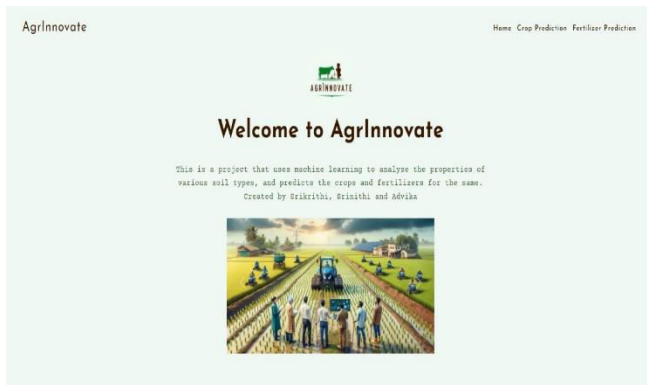 AgrInnovate
Home Crop Prediction Fertilizer Prediction
AGRINNOVATE
Welcome to AgrInnovate
This is a project that uses machine learning to analyse the properties of
various soil types, and predicts the crops and fertilizers for the same.
Created by Srikrithi, Srinithi and Advika